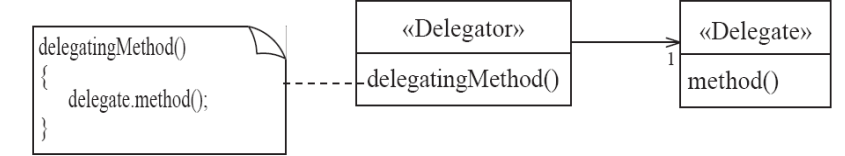 delegatingMethod()
{
delegate.method();
}
«Delegator»
delegatingMethod()
1
«Delegate»
method()